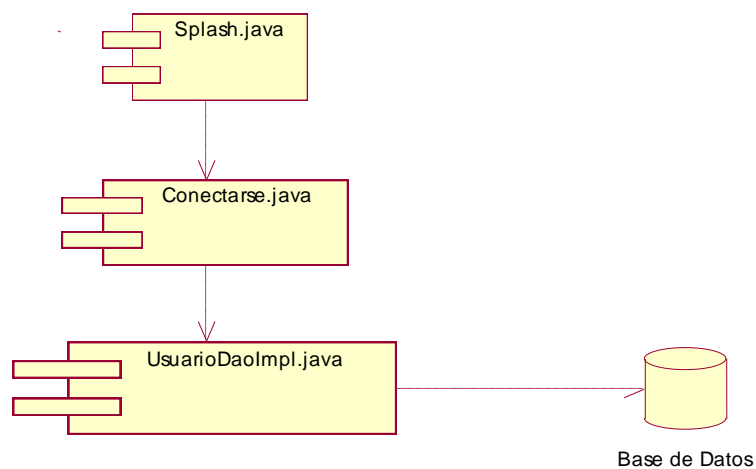 Splash.java
Conectarse.java
UsuarioDaoImpl.java
Base de Datos